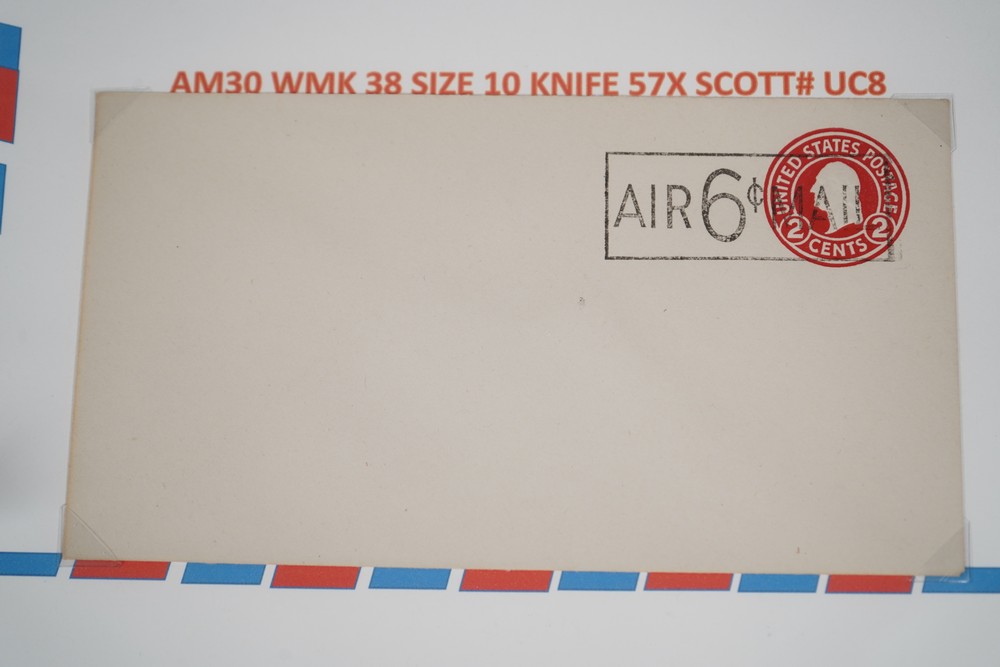 AM30 WMK 38 SIZE 10 KNIFE 57X SCOTT# UC8
AIR 6¢ MAIL
UNITED STATES POSTAGE
2 CENTS 2